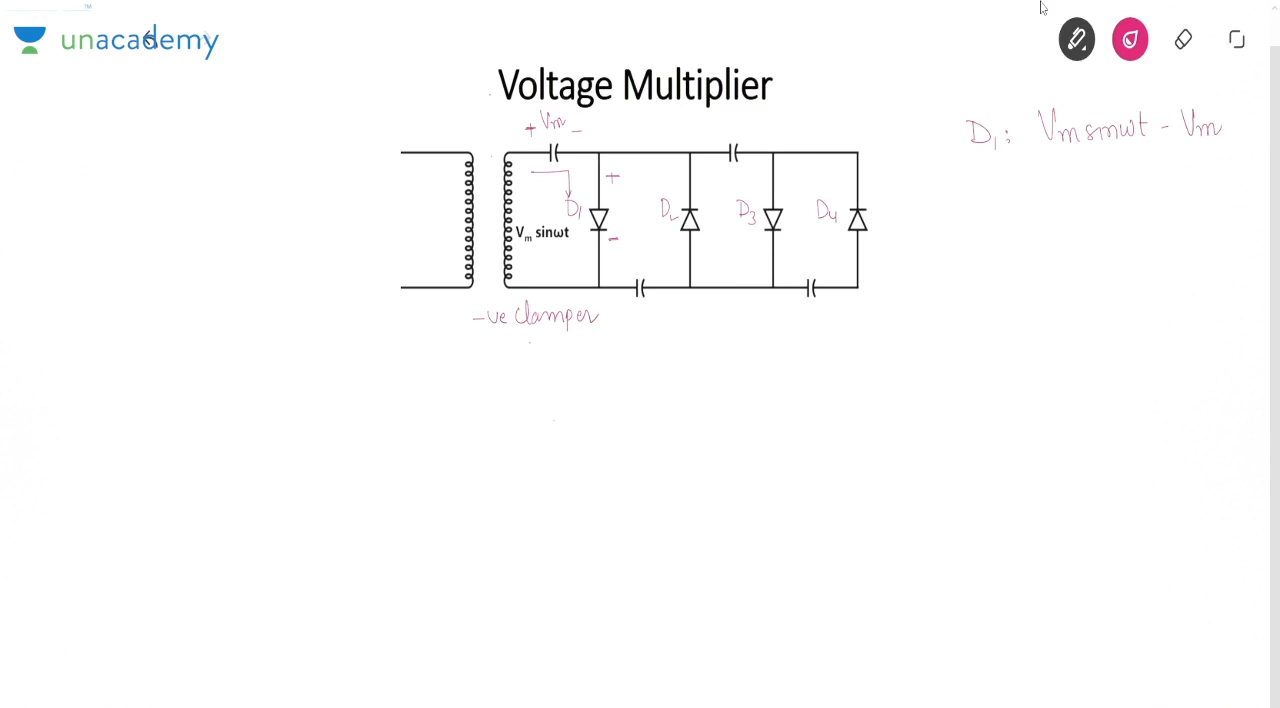 unacademy
Voltage Multiplier
+ Vm -
D1: Vm sinωt - Vm
+
D1
D2
D3
D4
Vm sinωt
-
-ve clamper